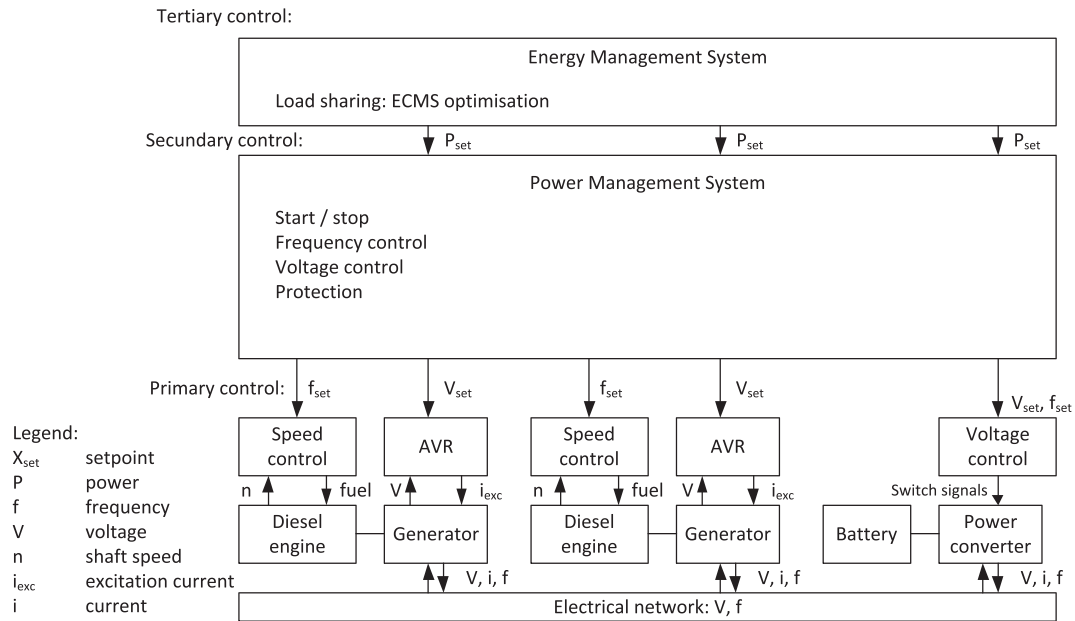 Tertiary control:
Energy Management System
Load sharing: ECMS optimisation
Secundary control:
Pset
Pset
Pset
Power Management System
Start / stop
Frequency control
Voltage control
Protection
Primary control:
fset
Vset
fset
Vset
Vset, fset
Speed
control
AVR
Speed
control
AVR
Voltage
control
n
fuel
V
iexc
n
fuel
V
iexc
Switch signals
Diesel
engine
Generator
Diesel
engine
Generator
Battery
Power
converter
V, i, f
V, i, f
V, i, f
Electrical network: V, f
Legend:
Xset setpoint
P power
f frequency
V voltage
n shaft speed
iexc excitation current
i current